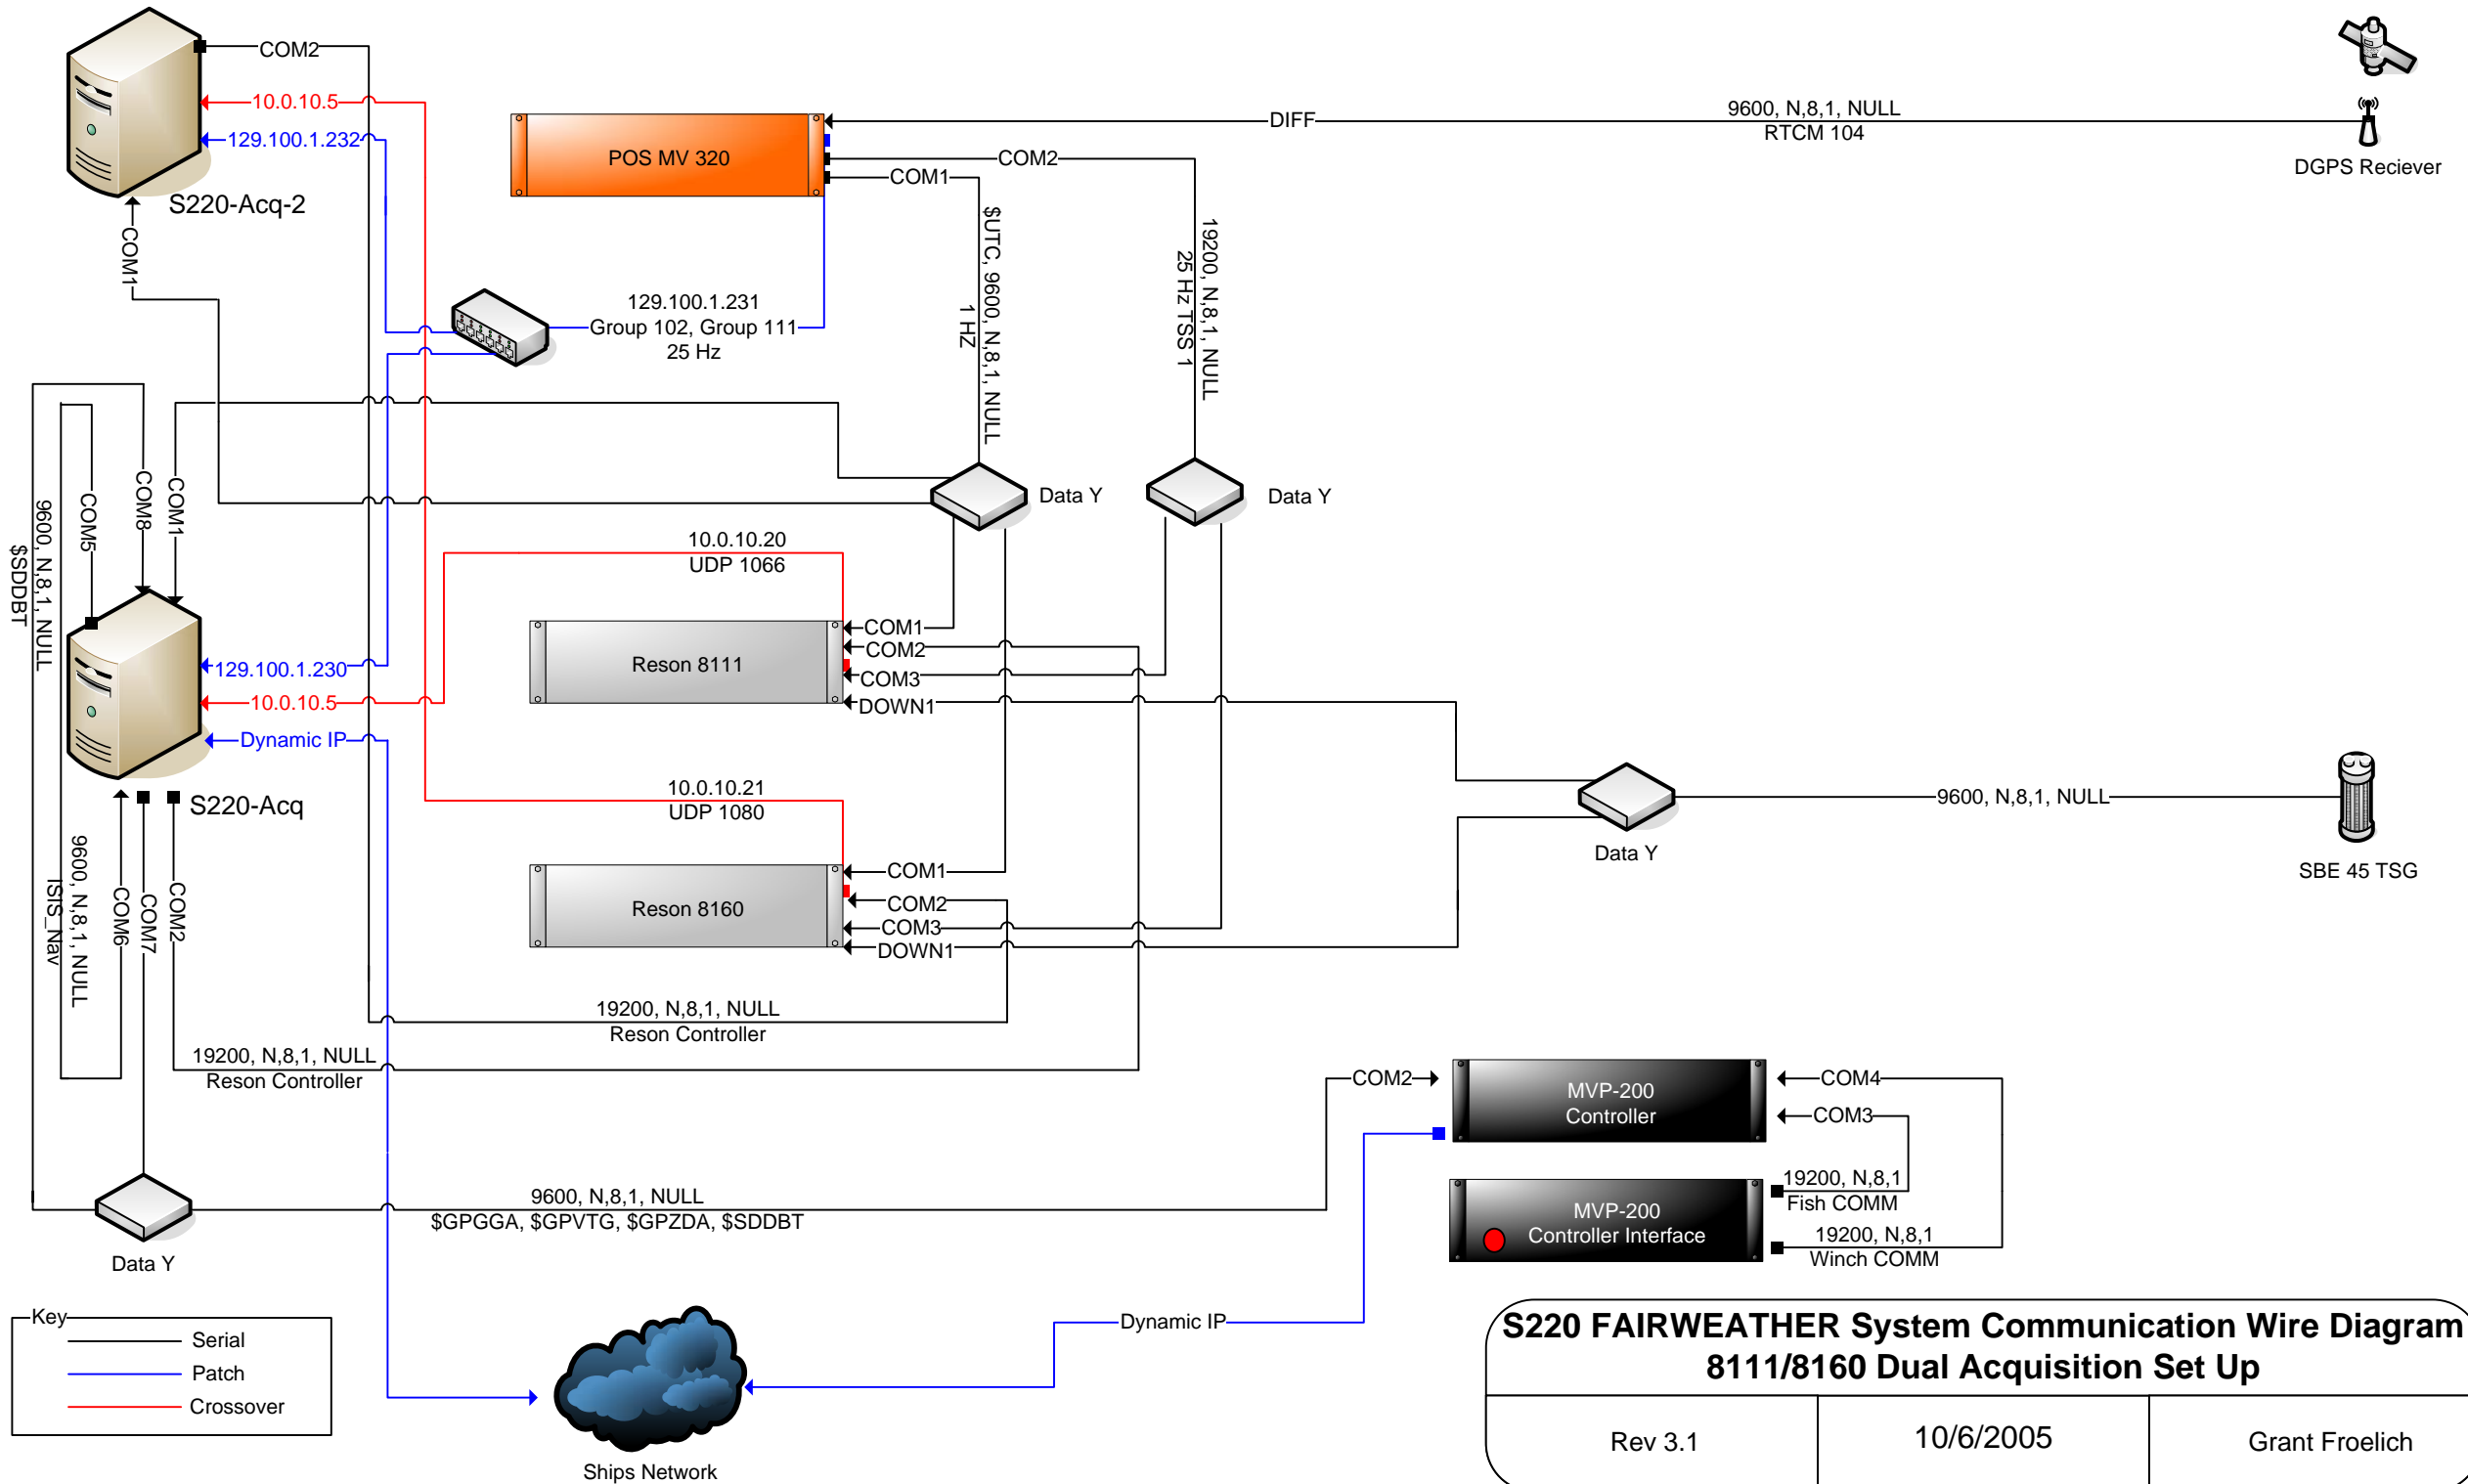 COM2
10.0.10.5
129.100.1.232
S220-Acq-2
COM1
POS MV 320
DIFF
9600, N,8,1, NULL
RTCM 104
DGPS Reciever
COM2
COM1
$UTC, 9600, N,8,1, NULL
1 HZ
19200, N,8,1, NULL
25 Hz TSS 1
129.100.1.231
Group 102, Group 111
25 Hz
Data Y
Data Y
9600, N,8,1, NULL
$SDDBT
COM5
COM8
COM1
10.0.10.20
UDP 1066
Reson 8111
COM1
COM2
COM3
DOWN1
129.100.1.230
10.0.10.5
Dynamic IP
S220-Acq
10.0.10.21
UDP 1080
Reson 8160
COM1
COM2
COM3
DOWN1
9600, N,8,1, NULL
Data Y
SBE 45 TSG
9600, N,8,1, NULL
ISIS_Nav
COM6
COM7
COM2
19200, N,8,1, NULL
Reson Controller
19200, N,8,1, NULL
Reson Controller
COM2
MVP-200
Controller
COM4
COM3
19200, N,8,1
Fish COMM
MVP-200
Controller Interface
19200, N,8,1
Winch COMM
9600, N,8,1, NULL
$GPGGA, $GPVTG, $GPZDA, $SDDBT
Data Y
Key
Serial
Patch
Crossover
Dynamic IP
Ships Network
S220 FAIRWEATHER System Communication Wire Diagram
8111/8160 Dual Acquisition Set Up
Rev 3.1
10/6/2005
Grant Froelich